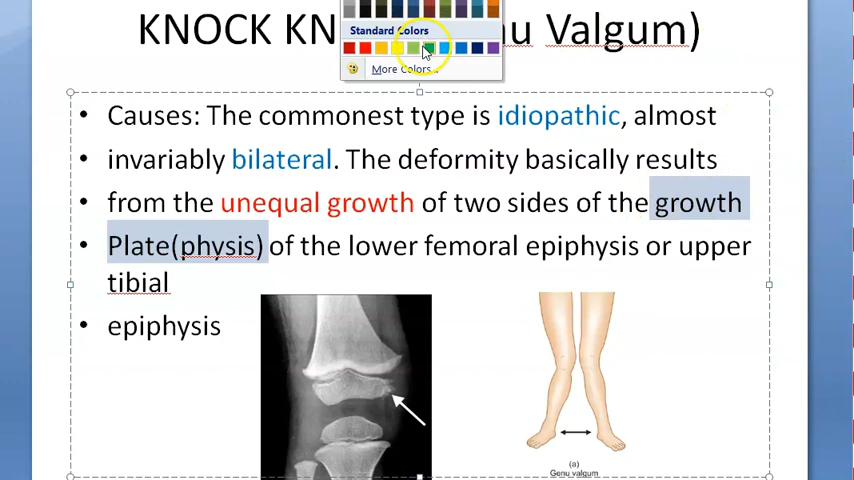 KNOCK KN u Valgum)
Standard Colors
More Colors...
• Causes: The commonest type is idiopathic, almost
• invariably bilateral. The deformity basically results
• from the unequal growth of two sides of the growth
• Plate(physis) of the lower femoral epiphysis or upper
tibial
• epiphysis
(a)
Genu valgum